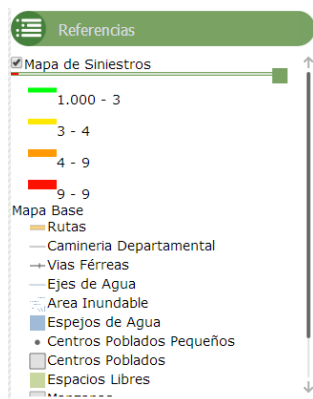 Referencias
Mapa de Siniestros
1.000 - 3
3 - 4
4 - 9
9 - 9
Mapa Base
Rutas
Camineria Departamental
Vias Férreas
Ejes de Agua
Area Inundable
Espejos de Agua
Centros Poblados Pequeños
Centros Poblados
Espacios Libres